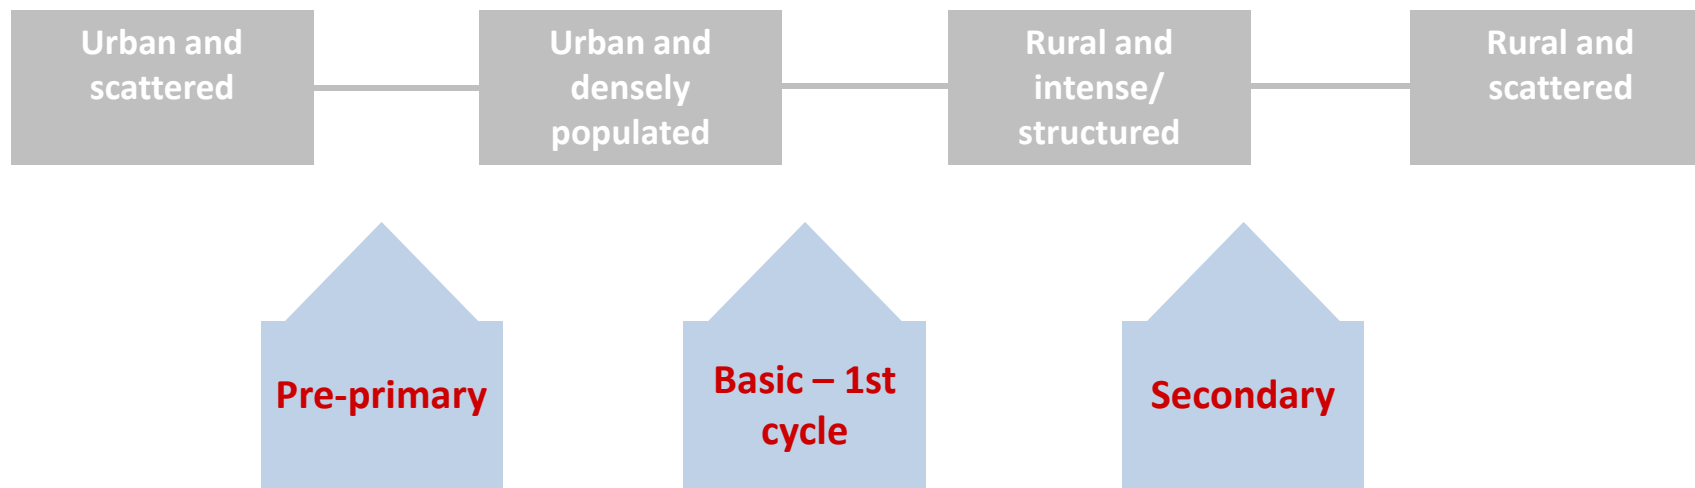 Urban and
scattered
Urban and
densely
populated
Rural and
intense/
structured
Rural and
scattered
Pre-primary
Basic – 1st
cycle
Secondary